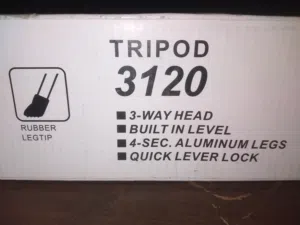 TRIPOD
3120
RUBBER
LEGTIP
■ 3-WAY HEAD
■ BUILT IN LEVEL
■ 4-SEC. ALUMINUM LEGS
■ QUICK LEVER LOCK